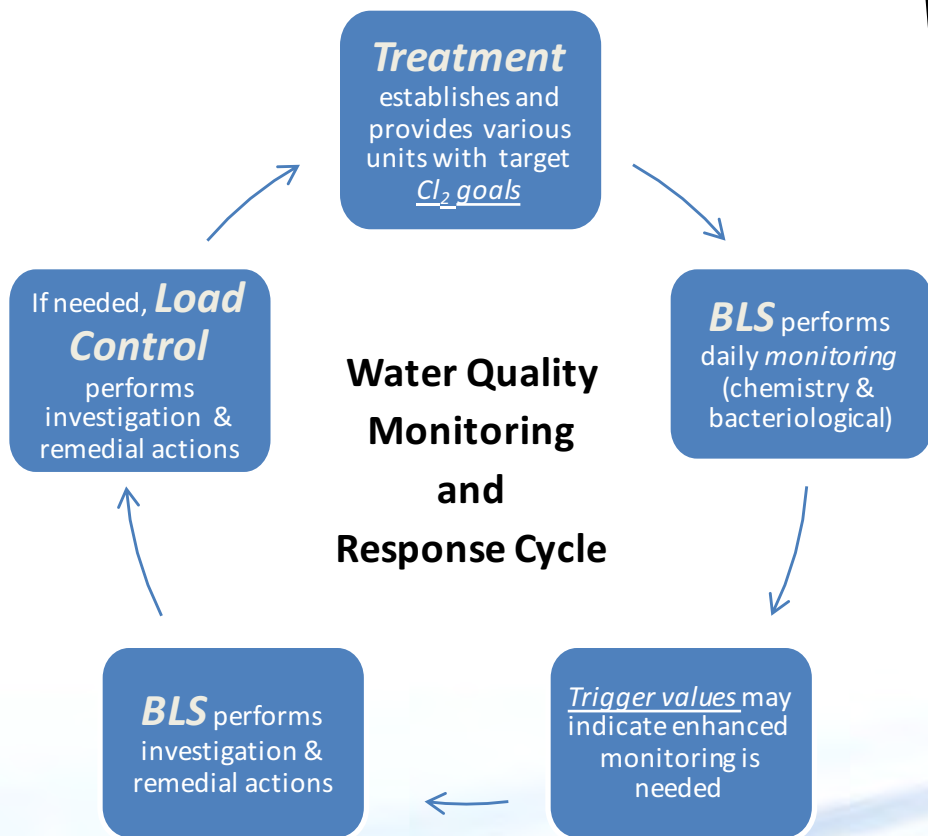 Treatment
establishes and
provides various
units with target
Cl₂ goals
BLS performs
daily monitoring
(chemistry &
bacteriological)
Trigger values may
indicate enhanced
monitoring is
needed
BLS performs
investigation &
remedial actions
If needed, Load
Control
performs
investigation &
remedial actions
Water Quality
Monitoring
and
Response Cycle